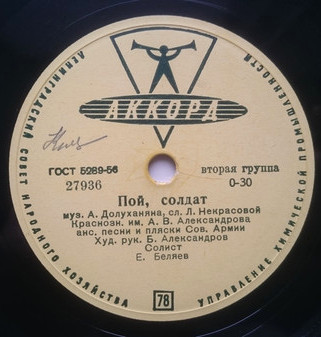 ЛЕНИНГРАДСКИЙ СОВЕТ НАРОДНОГО ХОЗЯЙСТВА
УПРАВЛЕНИЕ ХИМИЧЕСКОЙ ПРОМЫШЛЕННОСТИ
АККОРД
ГОСТ 5289-56
27936
вторая группа
0-30
Пой, солдат
муз. А. Долуханяна, сл. Л. Некрасовой
Краснозн. им. А. В. Александрова
анс. песни и пляски Сов. Армии
Худ. рук. Б. Александров
Солист
Е. Беляев
78